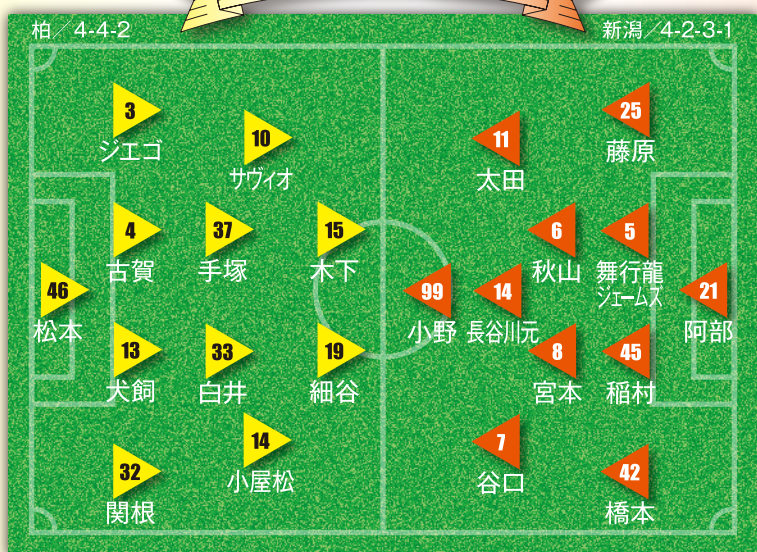 柏／4-4-2
新潟／4-2-3-1
3
ジエゴ
10
サヴィオ
4
古賀
37
手塚
15
木下
46
松本
13
犬飼
33
白井
19
細谷
14
小屋松
32
関根
11
太田
25
藤原
6
秋山
5
舞行龍
ジェームズ
99
小野
14
長谷川元
21
阿部
8
宮本
45
稲村
7
谷口
42
橋本